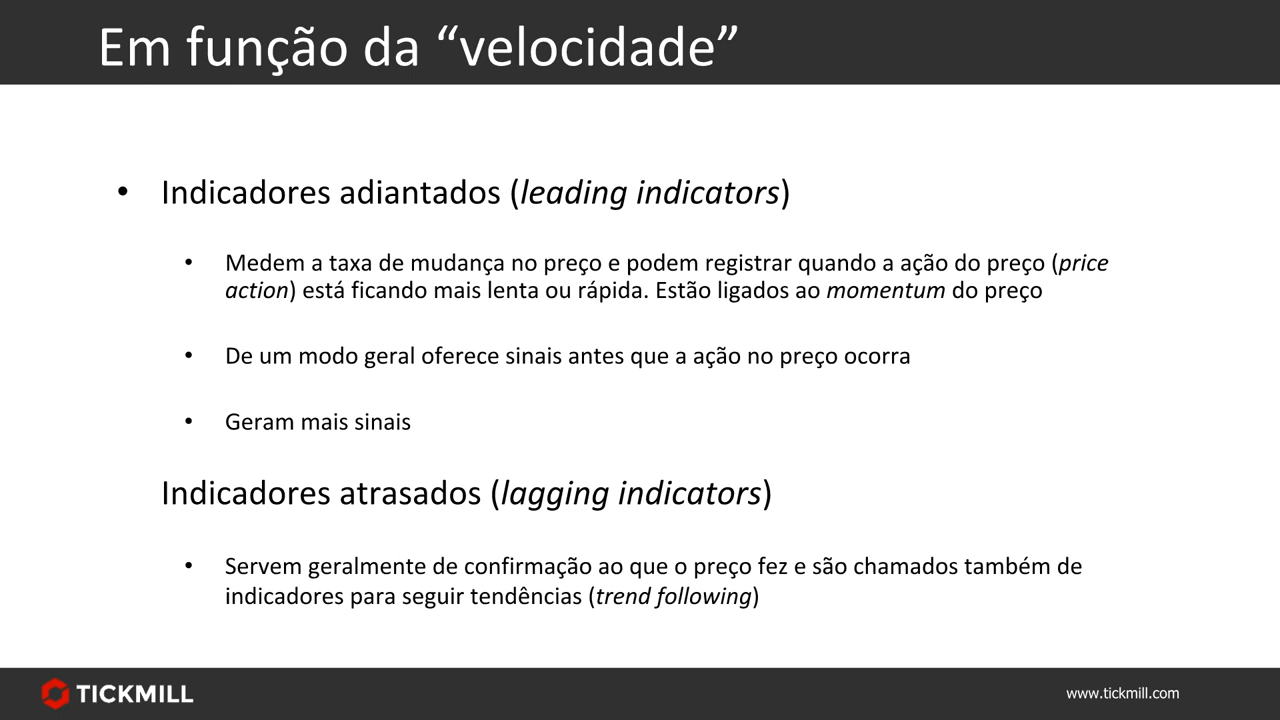 Em função da “velocidade”
• Indicadores adiantados (leading indicators)
• Medem a taxa de mudança no preço e podem registrar quando a ação do preço (price
action) está ficando mais lenta ou rápida. Estão ligados ao momentum do preço
• De um modo geral oferece sinais antes que a ação no preço ocorra
• Geram mais sinais
Indicadores atrasados (lagging indicators)
• Servem geralmente de confirmação ao que o preço fez e são chamados também de
indicadores para seguir tendências (trend following)
TICKMILL
www.tickmill.com